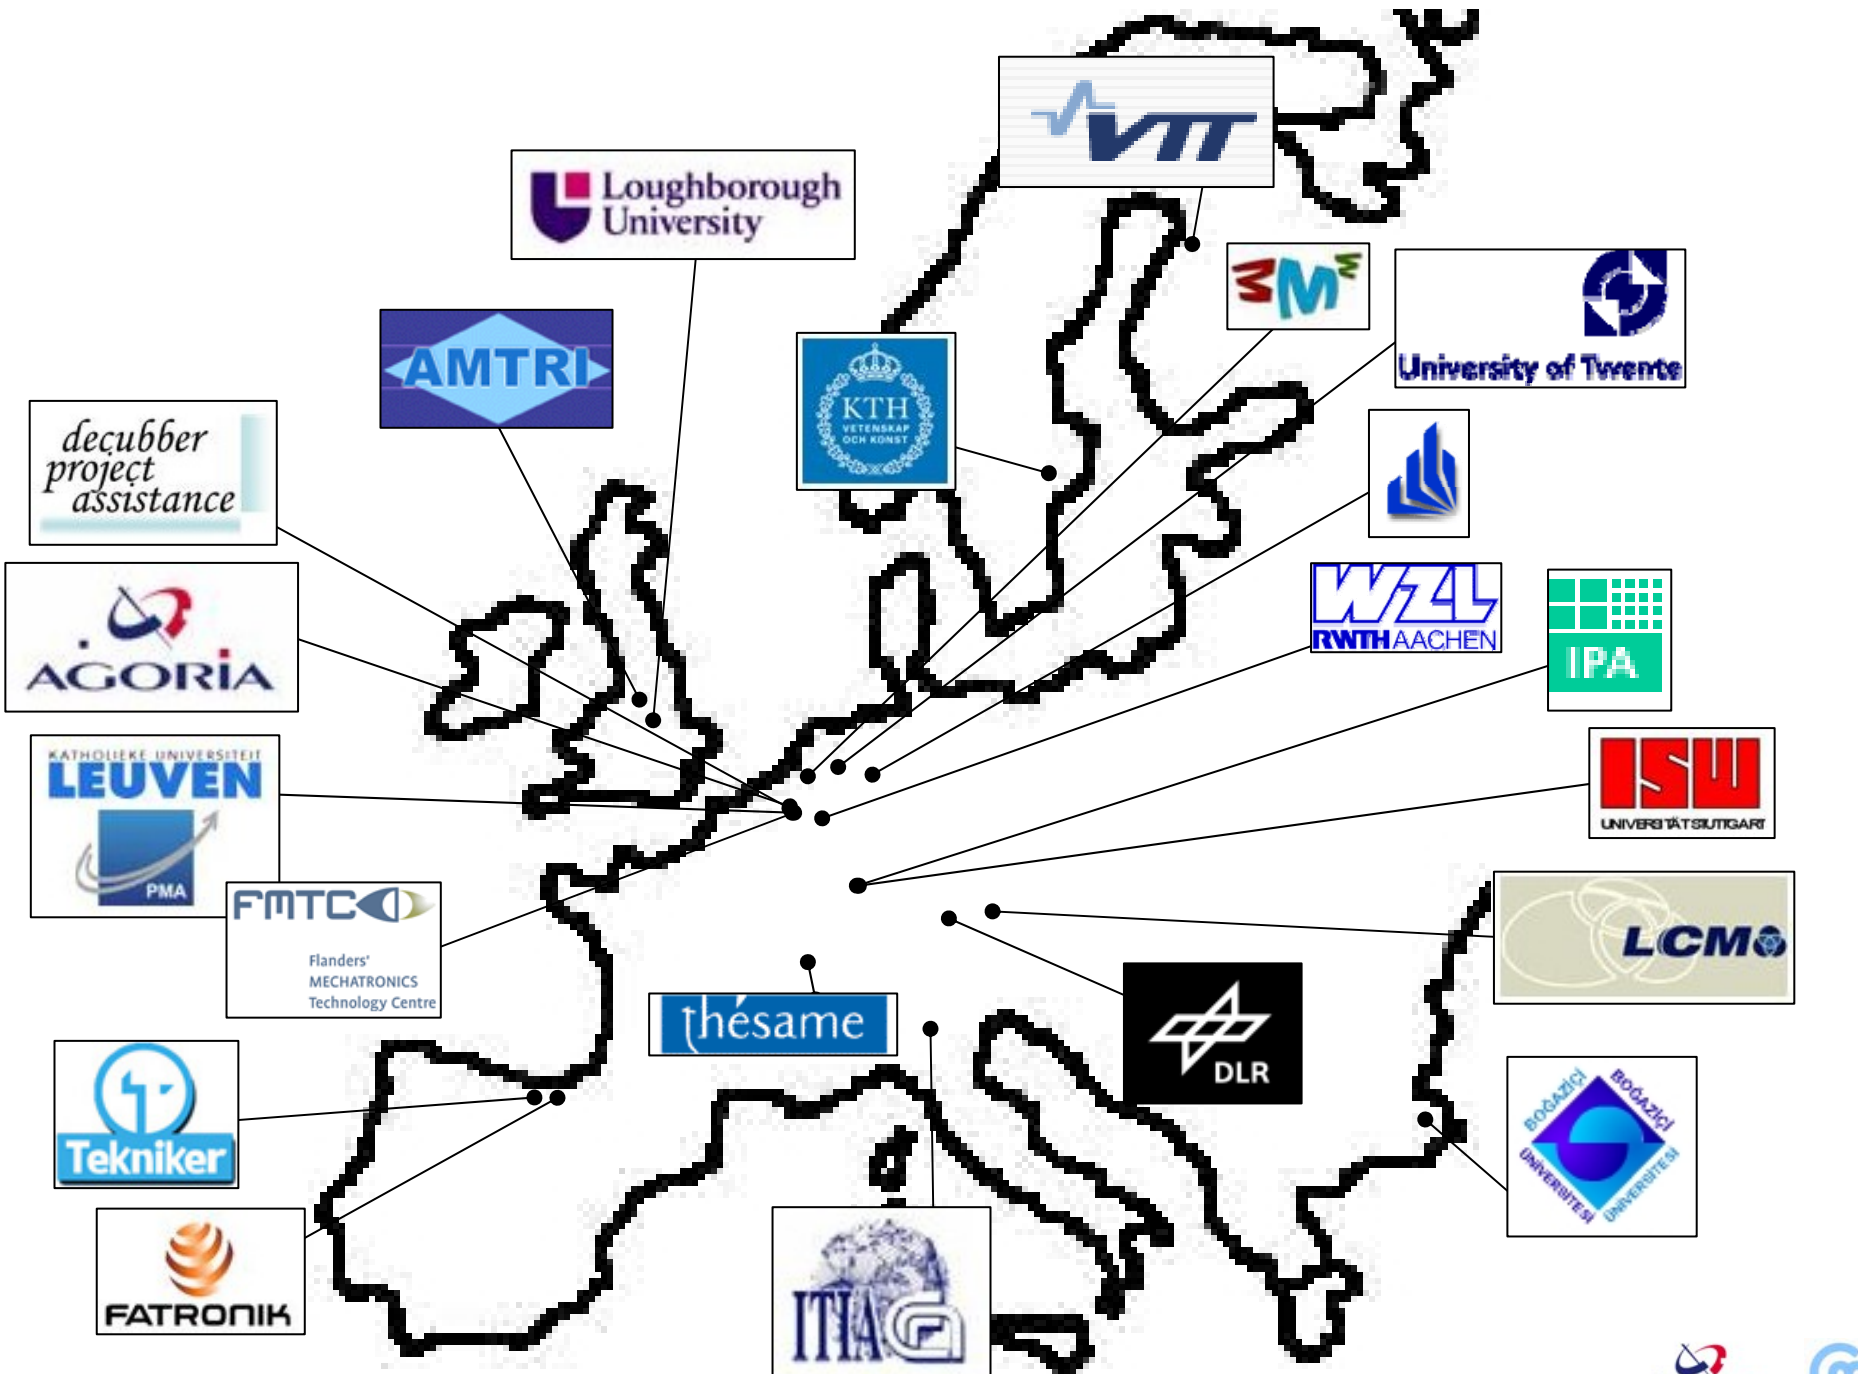 VTT
Loughborough
University
3M3
University of Twente
AMTRI
KTH
VETENSKAP
OCH KONST
decubber
project
assistance
AGORiA
WZL
RWTH AACHEN
IPA
KATHOLIEKE UNIVERSITEIT
LEUVEN
PMA
ISW
UNIVERSITÄT STUTTGART
FMTC
Flanders'
MECHATRONICS
Technology Centre
LCM
thésame
DLR
Tekniker
BOĞAZİÇİ
BOĞAZİÇİ
ÜNİVERSİTESİ
ÜNİVERSİTESİ
FATRONIK
ITIA